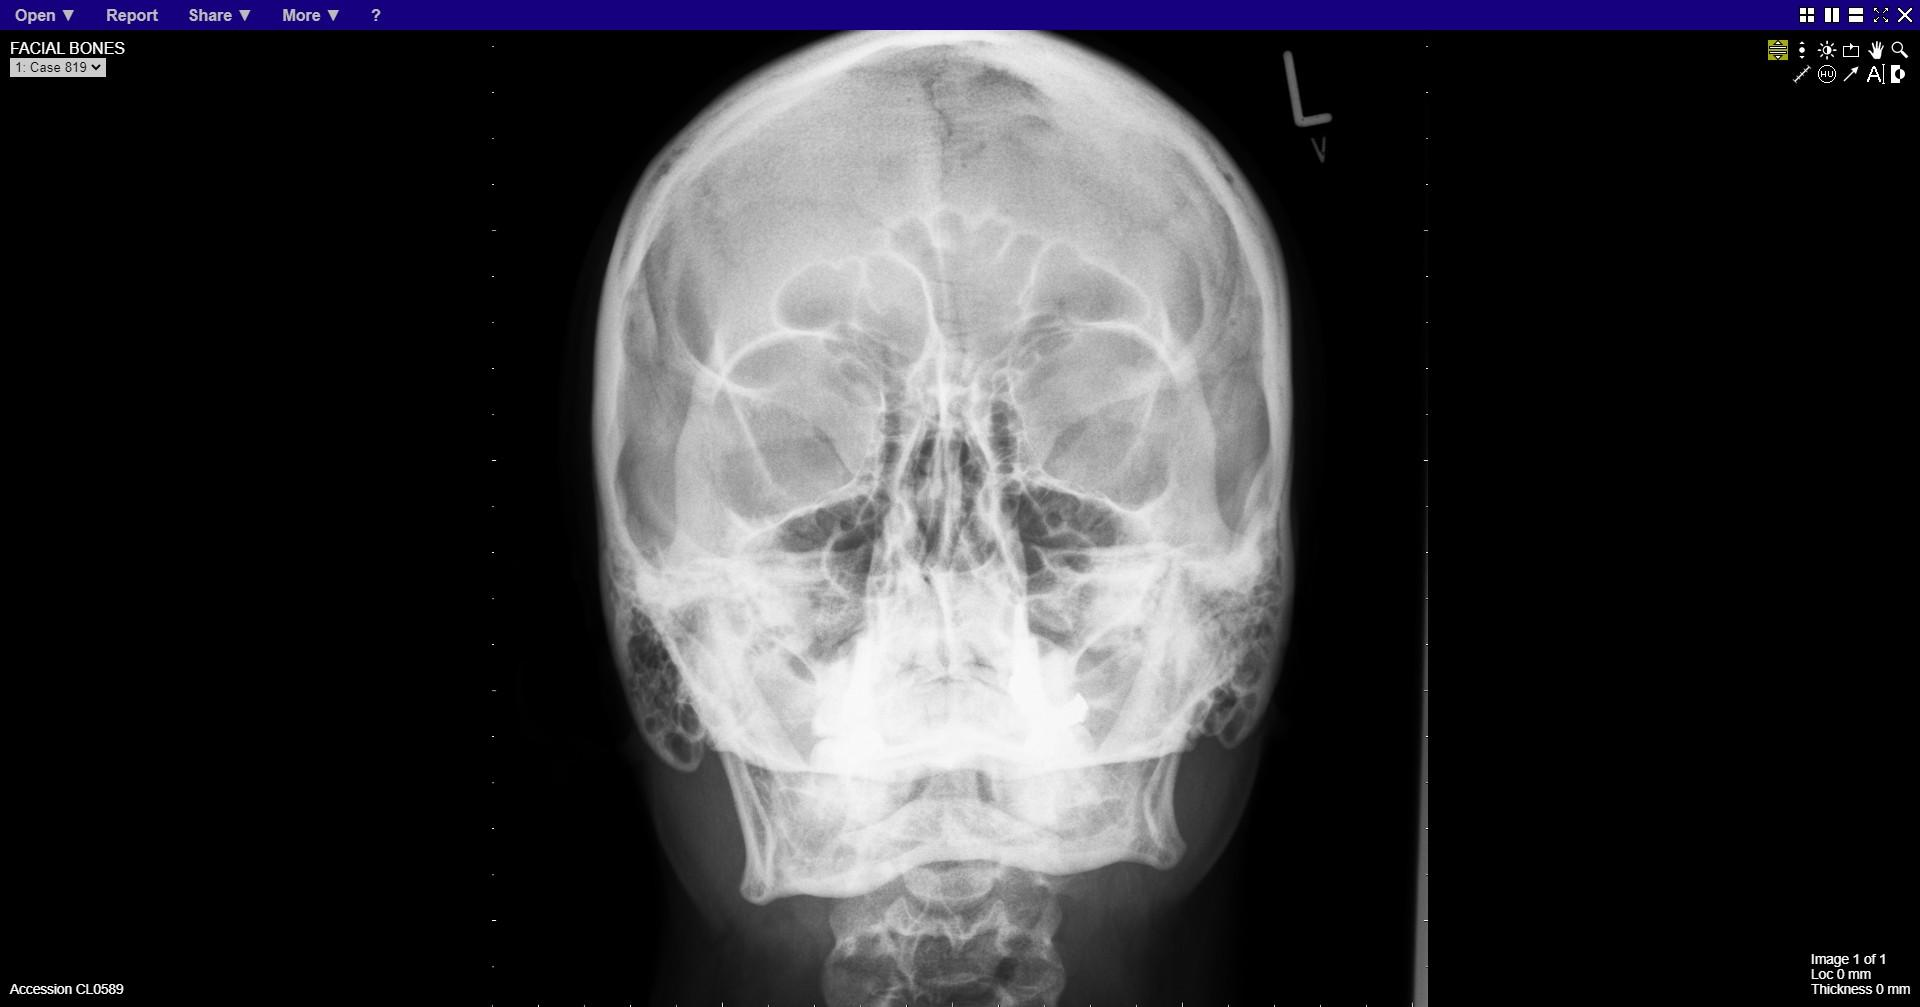 Open ▼ Report Share ▼ More ▼ ?
FACIAL BONES
1: Case 819
HU A
L
V
Accession CL0589
Image 1 of 1
Loc 0 mm
Thickness 0 mm